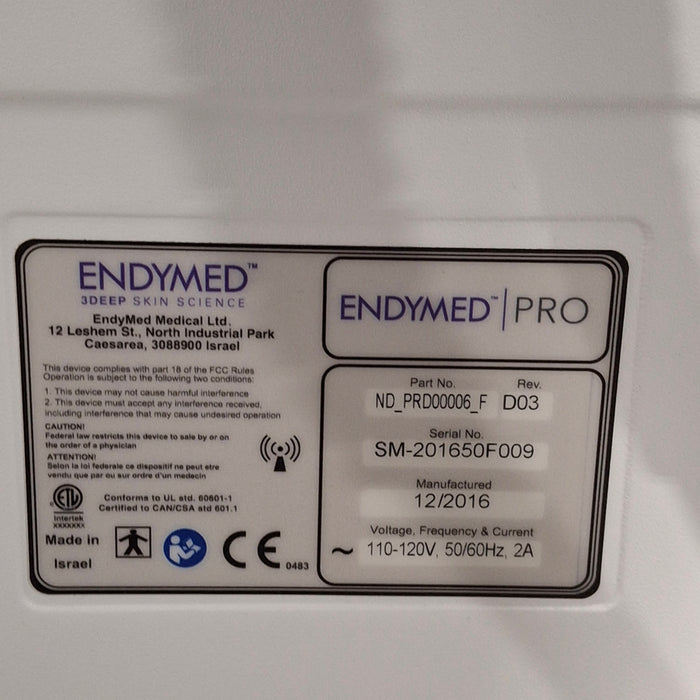 ENDYMED™
3DEEP SKIN SCIENCE
EndyMed Medical Ltd.
12 Leshem St., North Industrial Park
Caesarea, 3088900 Israel
This device complies with part 18 of the FCC Rules
Operation is subject to the following two conditions:
1. This device may not cause harmful interference
2. This device must accept any interference received,
including interference that may cause undesired operation
CAUTION!
Federal law restricts this device to sale by or on
the order of a physician
ATTENTION!
Selon la loi federale ce dispositif ne peut etre
vendu que par ou sur ordre d'un medecin
ETL
Intertek
XXXXXXX
Conforms to UL std. 60601-1
Certified to CAN/CSA std 601.1
Made in
Israel
CE 0483
ENDYMED™|PRO
Part No. Rev.
ND_PRD00006_F D03
Serial No.
SM-201650F009
Manufactured
12/2016
Voltage, Frequency & Current
~ 110-120V, 50/60Hz, 2A